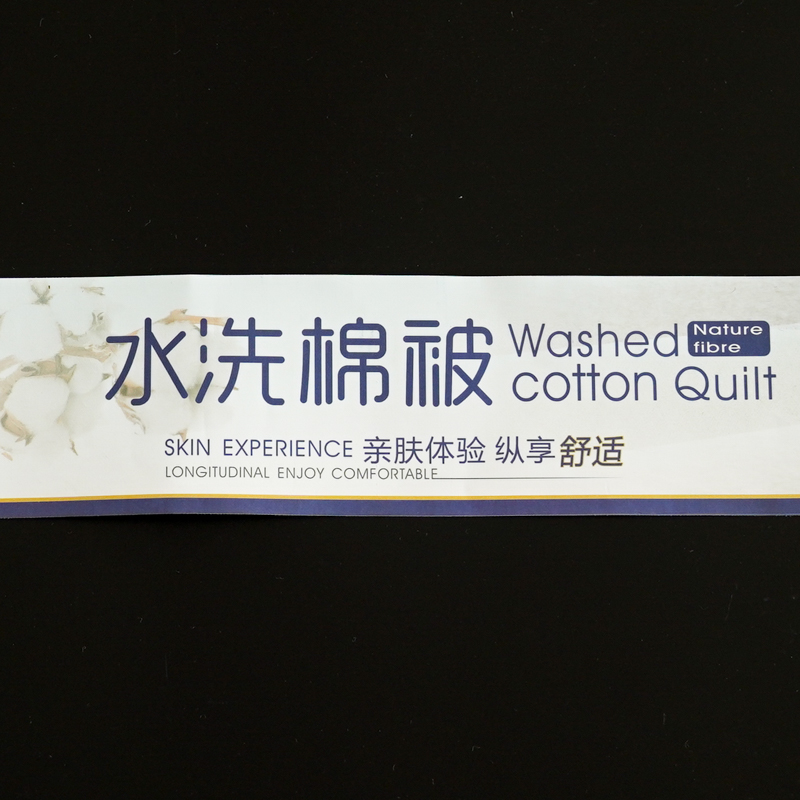 水洗棉被
Washed
Nature
fibre
cotton Quilt
SKIN EXPERIENCE 亲肤体验 纵享舒适
LONGITUDINAL ENJOY COMFORTABLE